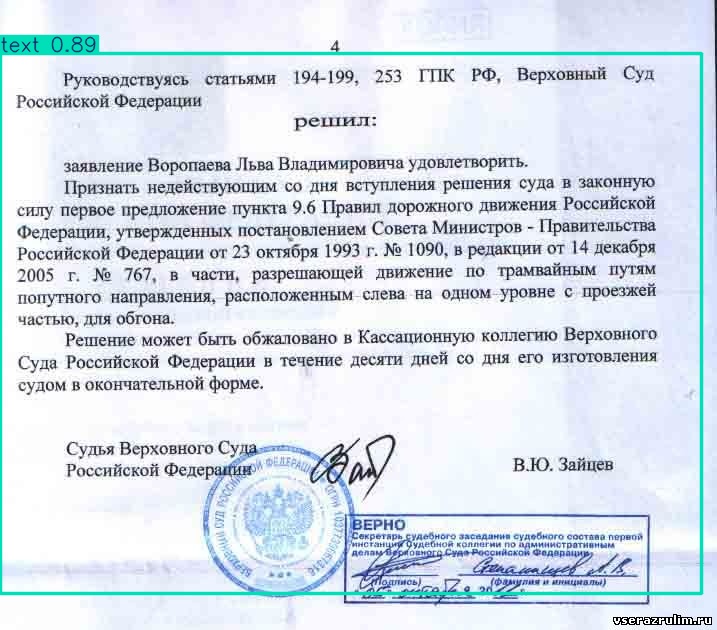 text 0.89
4
Руководствуясь статьями 194-199, 253 ГПК РФ, Верховный Суд
Российской Федерации
решил:
заявление Воропаева Льва Владимировича удовлетворить.
Признать недействующим со дня вступления решения суда в законную
силу первое предложение пункта 9.6 Правил дорожного движения Российской
Федерации, утвержденных постановлением Совета Министров - Правительства
Российской Федерации от 23 октября 1993 г. № 1090, в редакции от 14 декабря
2005 г. № 767, в части, разрешающей движение по трамвайным путям
попутного направления, расположенным слева на одном уровне с проезжей
частью, для обгона.
Решение может быть обжаловано в Кассационную коллегию Верховного
Суда Российской Федерации в течение десяти дней со дня его изготовления
судом в окончательной форме.
Судья Верховного Суда
Российской Федерации
В.Ю. Зайцев
ВЕРХОВНЫЙ СУД РОССИЙСКОЙ ФЕДЕРАЦИИ
ВЕРНО
Секретарь судебного заседания судебного состава первой
инстанции Судебной коллегии по административным
делам Верховного Суда Российской Федерации
(подпись) (фамилия и инициалы)
vserazrulim.ru